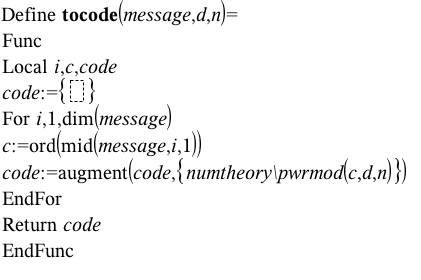 Define tocode(message,d,n)=
Func
Local i,c,code
code:={⬚}
For i,1,dim(message)
c:=ord(mid(message,i,1))
code:=augment(code,{numtheory\pwrmod(c,d,n)})
EndFor
Return code
EndFunc